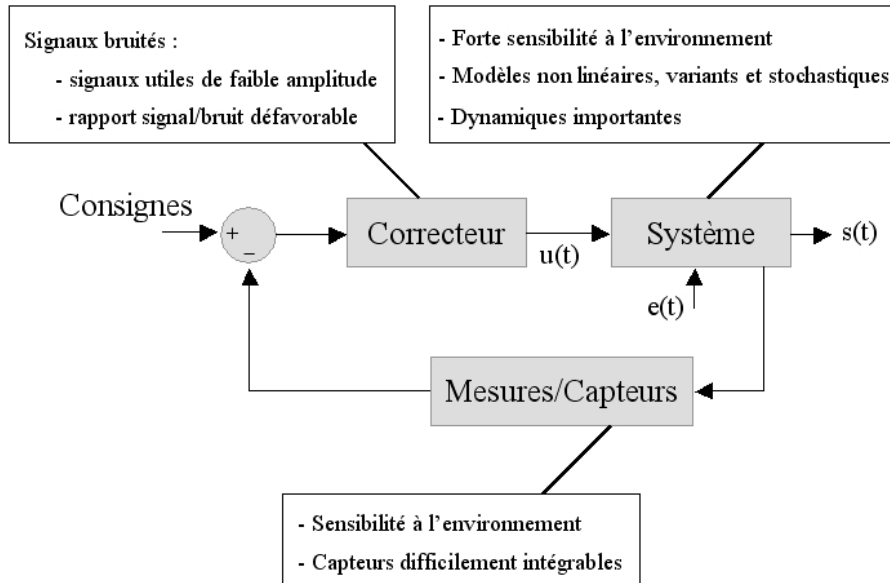 Signaux bruités :
- signaux utiles de faible amplitude
- rapport signal/bruit défavorable
- Forte sensibilité à l'environnement
- Modèles non linéaires, variants et stochastiques
- Dynamiques importantes
Consignes
+
−
Correcteur
u(t)
Système
s(t)
e(t)
Mesures/Capteurs
- Sensibilité à l'environnement
- Capteurs difficilement intégrables